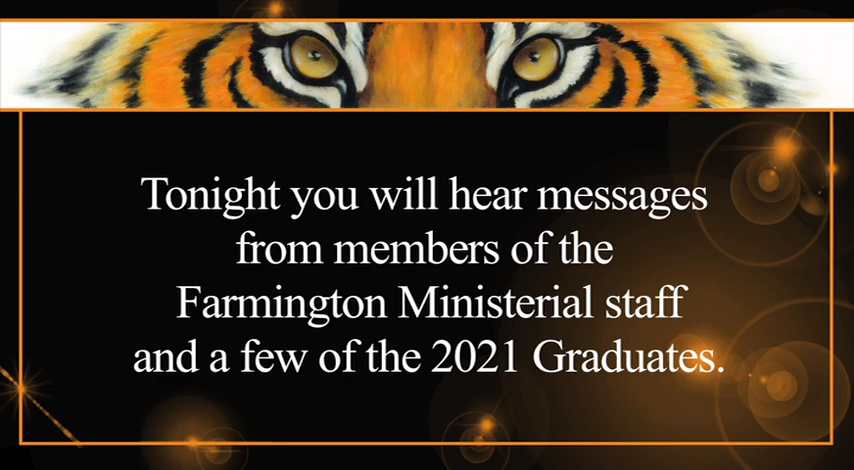 Tonight you will hear messages
from members of the
Farmington Ministerial staff
and a few of the 2021 Graduates.